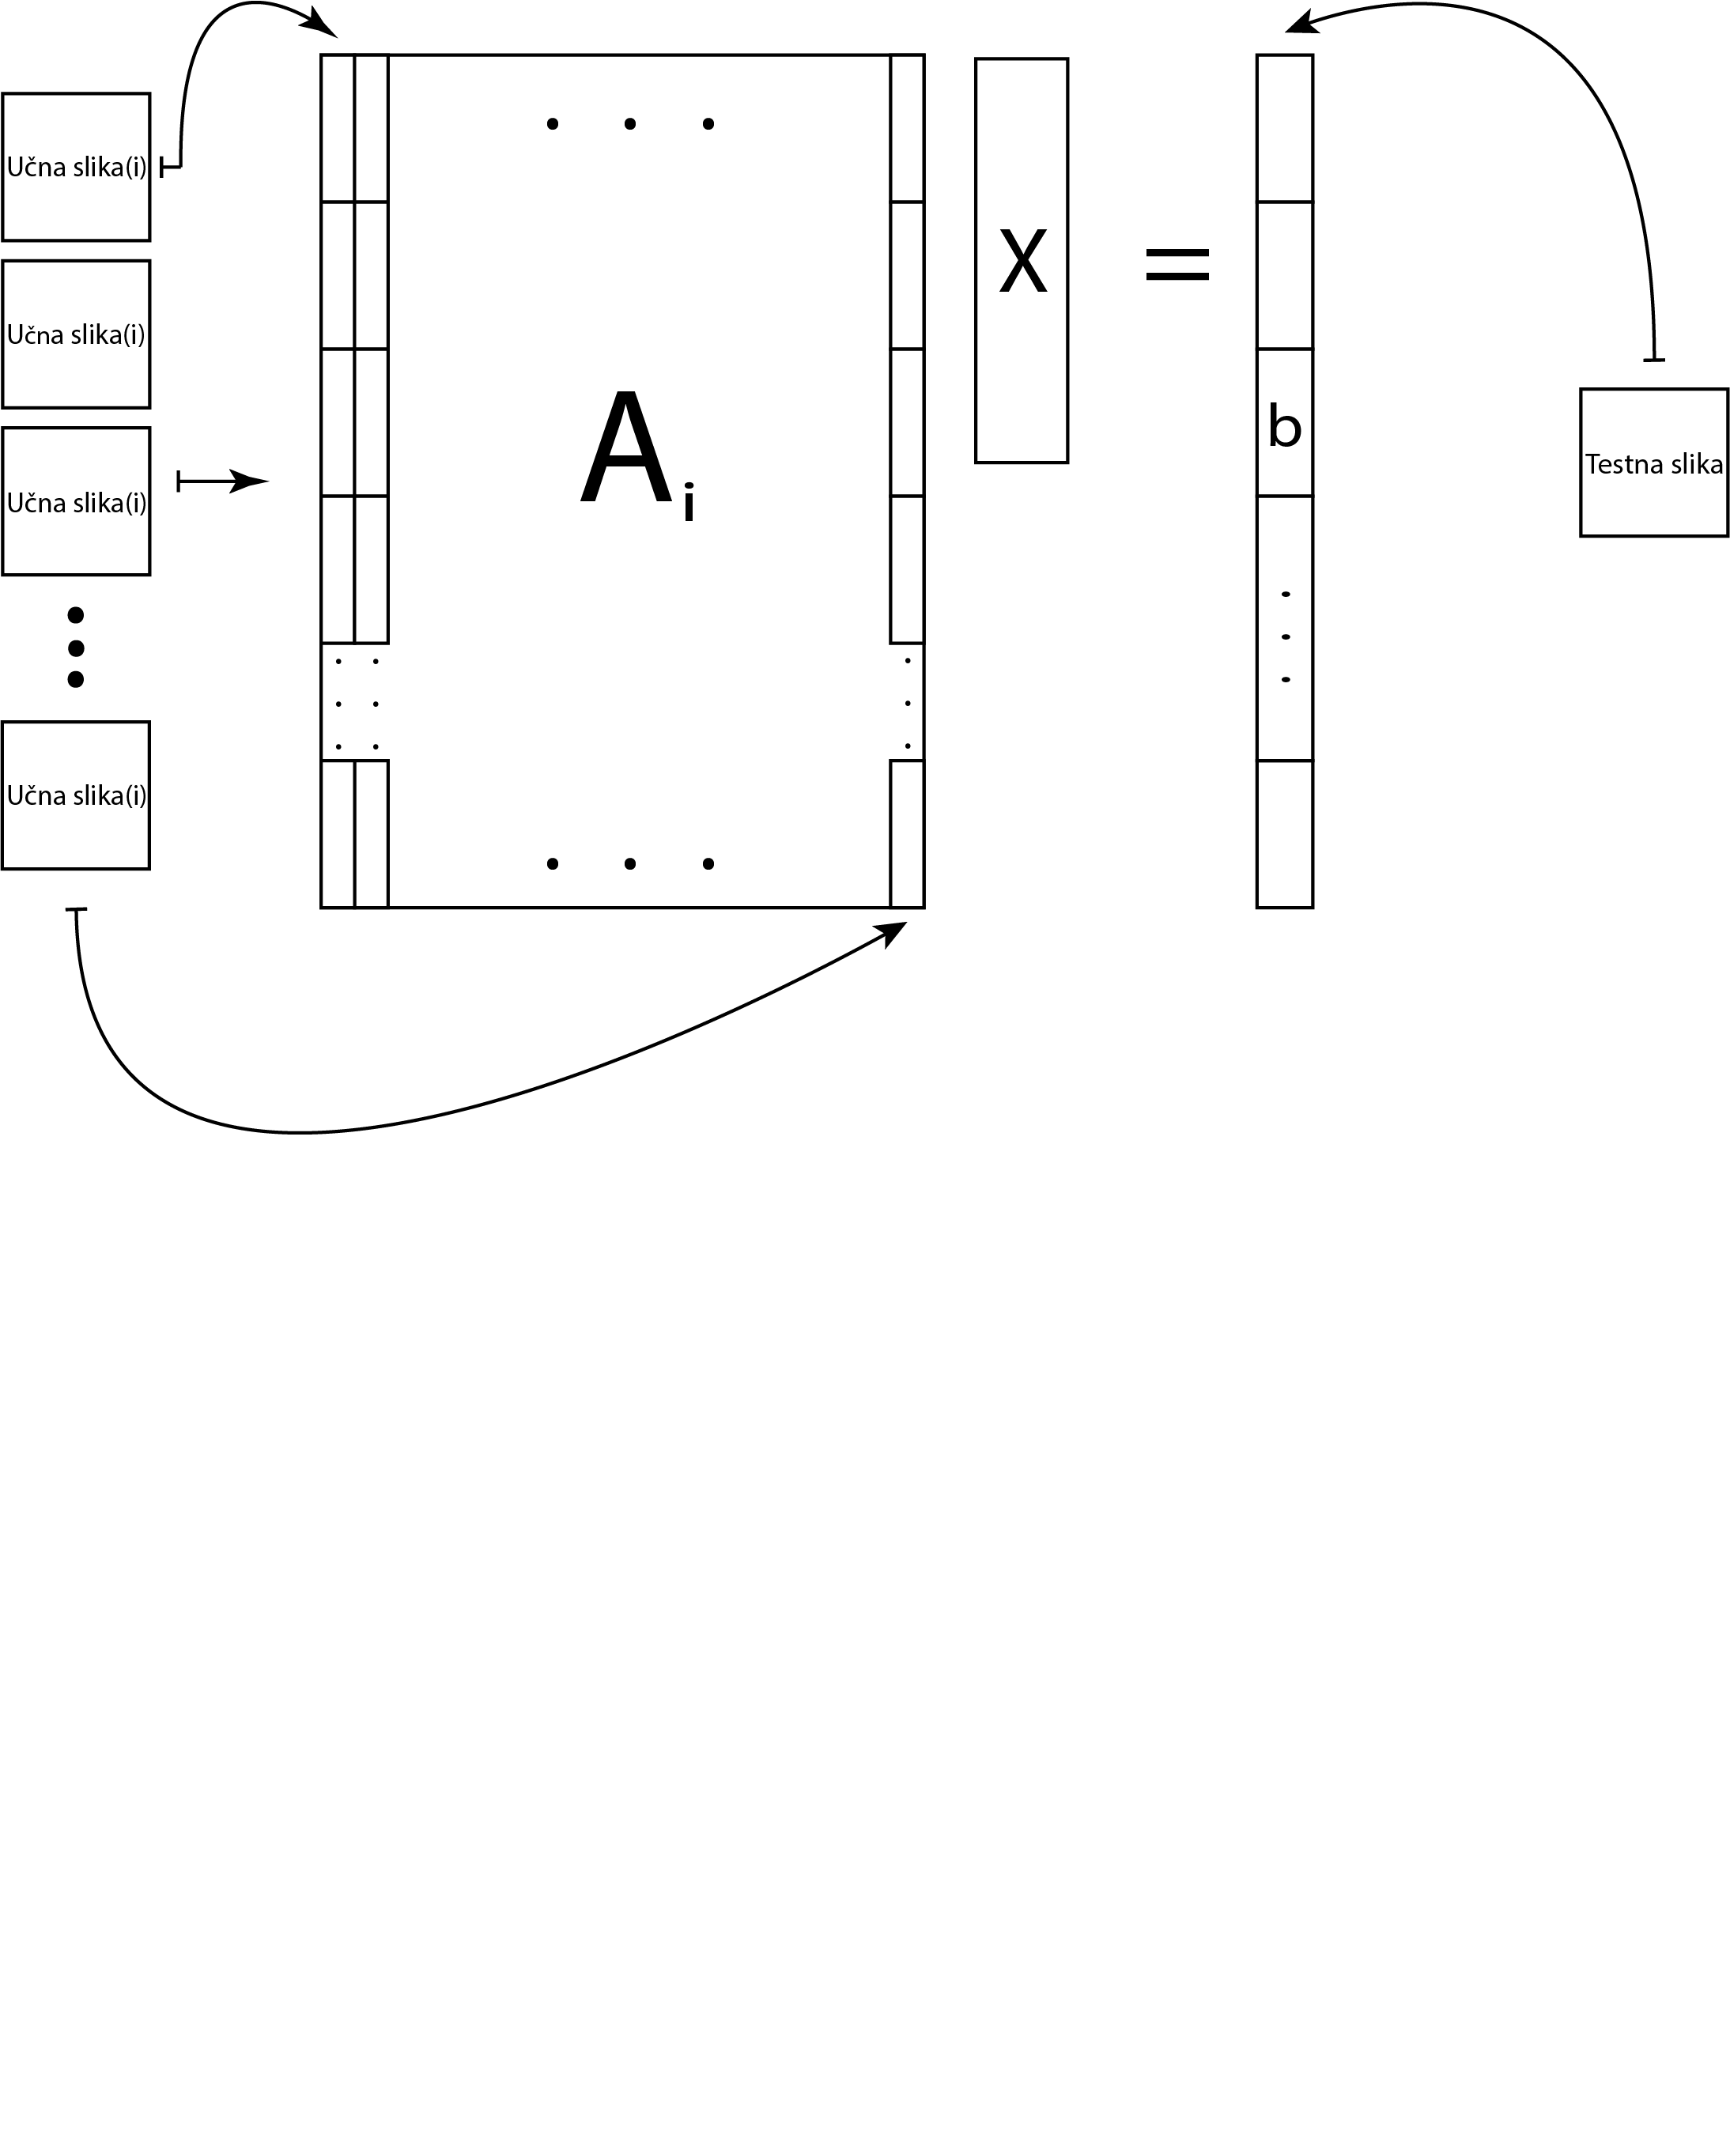 Učna slika(i)
Učna slika(i)
Učna slika(i)
Učna slika(i)
A i
X
=
b
Testna slika